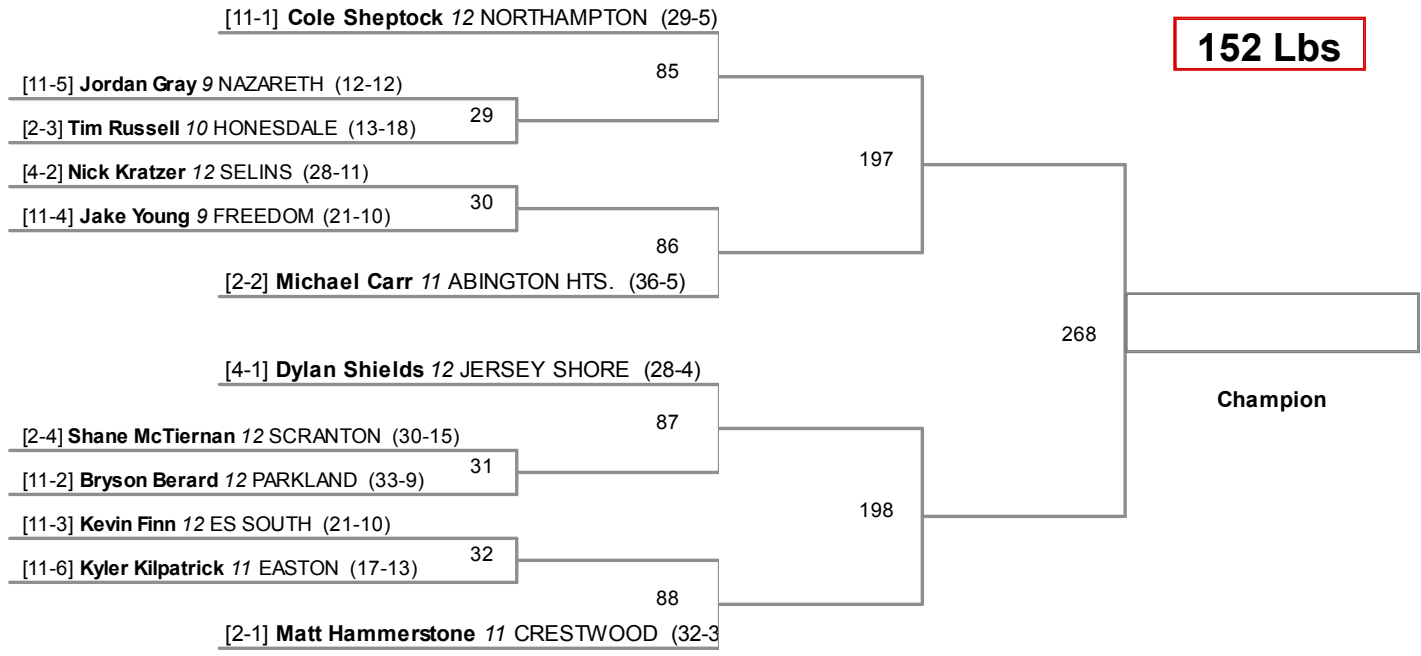 [11-1] Cole Sheptock 12 NORTHAMPTON (29-5)
152 Lbs
85
[11-5] Jordan Gray 9 NAZARETH (12-12)
29
[2-3] Tim Russell 10 HONESDALE (13-18)
197
[4-2] Nick Kratzer 12 SELINS (28-11)
30
[11-4] Jake Young 9 FREEDOM (21-10)
86
[2-2] Michael Carr 11 ABINGTON HTS. (36-5)
268
[4-1] Dylan Shields 12 JERSEY SHORE (28-4)
Champion
87
[2-4] Shane McTiernan 12 SCRANTON (30-15)
31
[11-2] Bryson Berard 12 PARKLAND (33-9)
198
[11-3] Kevin Finn 12 ES SOUTH (21-10)
32
[11-6] Kyler Kilpatrick 11 EASTON (17-13)
88
[2-1] Matt Hammerstone 11 CRESTWOOD (32-3